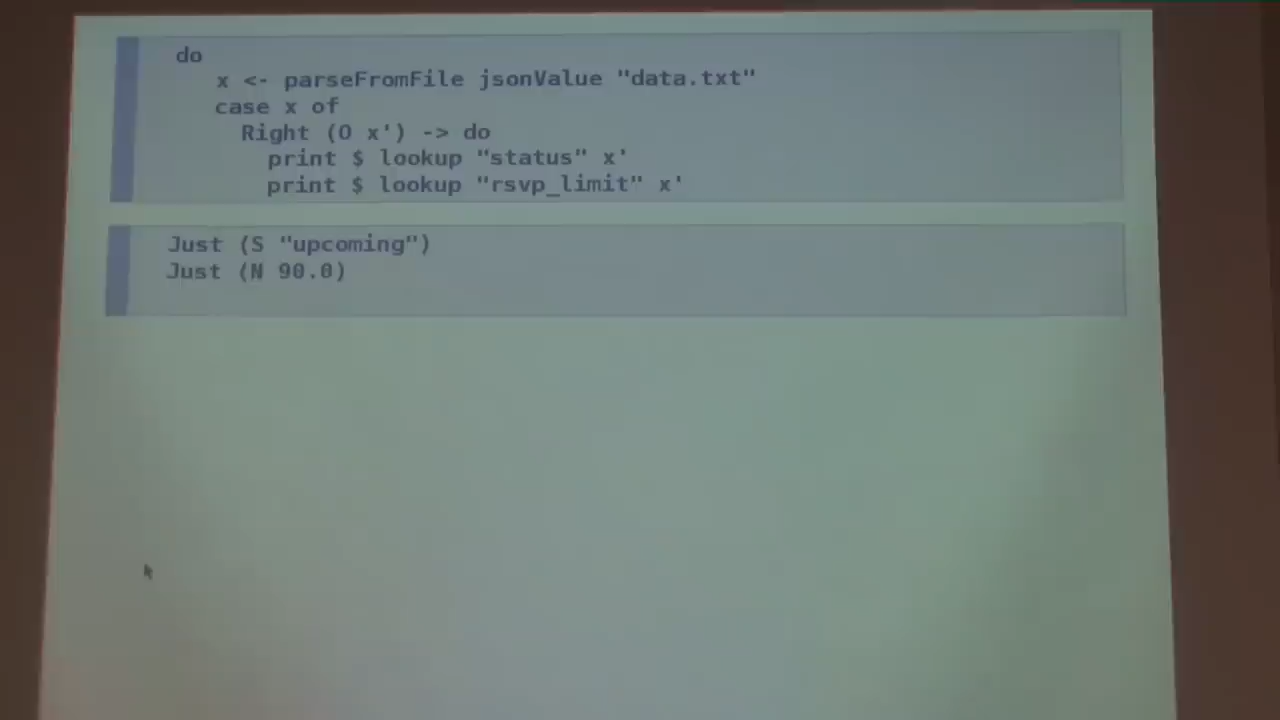 do
x <- parseFromFile jsonValue "data.txt"
case x of
Right (O x') -> do
print $ lookup "status" x'
print $ lookup "rsvp_limit" x'
Just (S "upcoming")
Just (N 90.0)